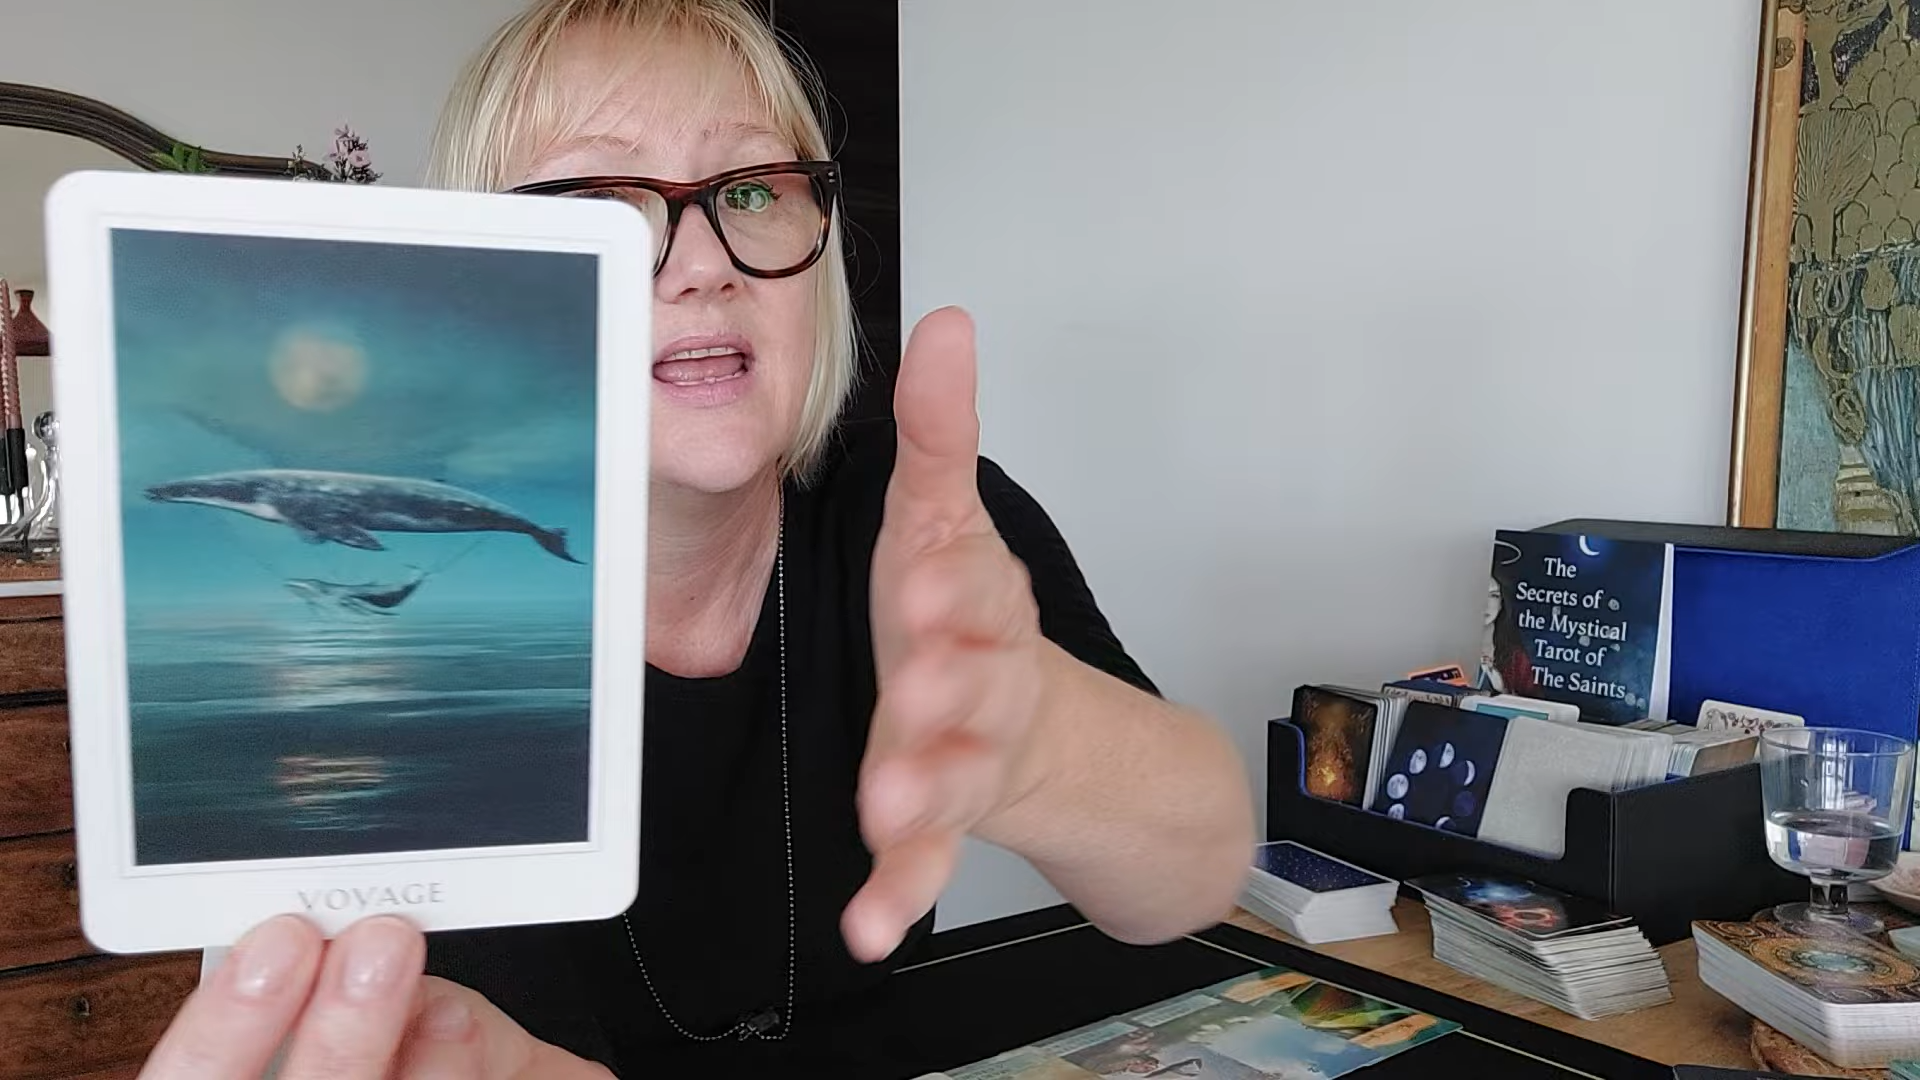 VOYAGE
The
Secrets of
the Mystical
Tarot of
The Saints